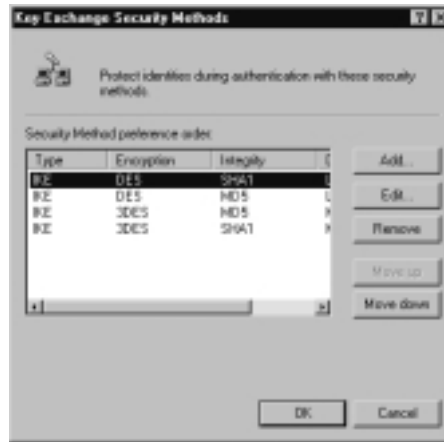 Key Exchange Security Methods
Protect identities during authentication with these security
methods.
Security Method preference order:
Type Encryption Integrity
IKE DES SHA1
IKE DES MD5
IKE 3DES MD5
IKE 3DES SHA1
Add...
Edit...
Remove
Move up
Move down
OK Cancel